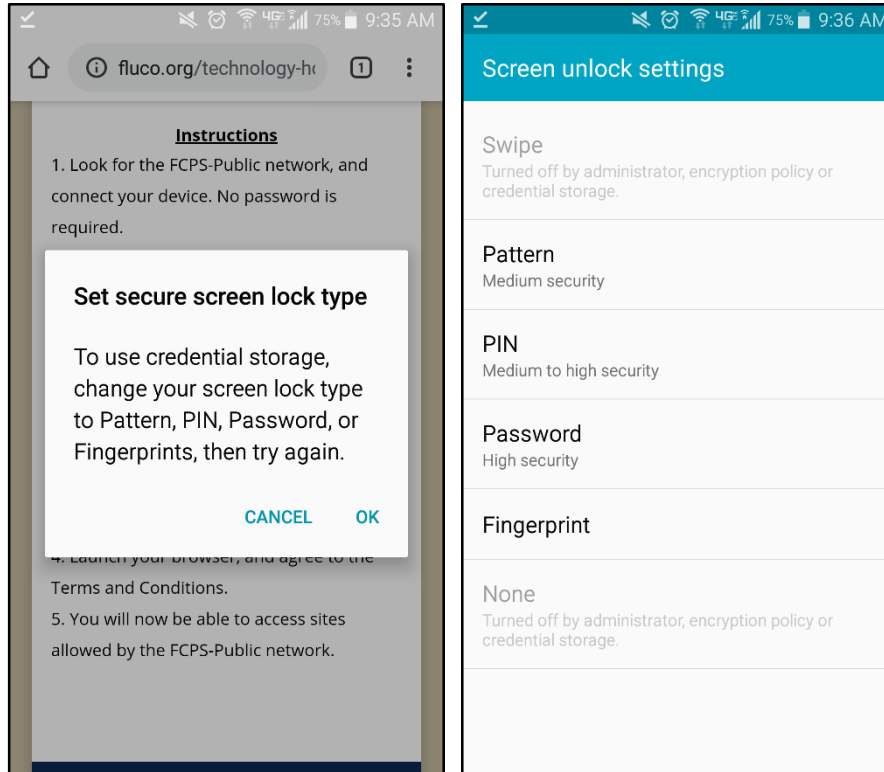 4GE 75% 9:35 AM
fluco.org/technology-ho 1
Instructions
1. Look for the FCPS-Public network, and
connect your device. No password is
required.
Set secure screen lock type
To use credential storage,
change your screen lock type
to Pattern, PIN, Password, or
Fingerprints, then try again.
CANCEL OK
4. Launch your browser, and agree to the
Terms and Conditions.
5. You will now be able to access sites
allowed by the FCPS-Public network.
4GE 75% 9:36 AM
Screen unlock settings
Swipe
Turned off by administrator, encryption policy or
credential storage.
Pattern
Medium security
PIN
Medium to high security
Password
High security
Fingerprint
None
Turned off by administrator, encryption policy or
credential storage.